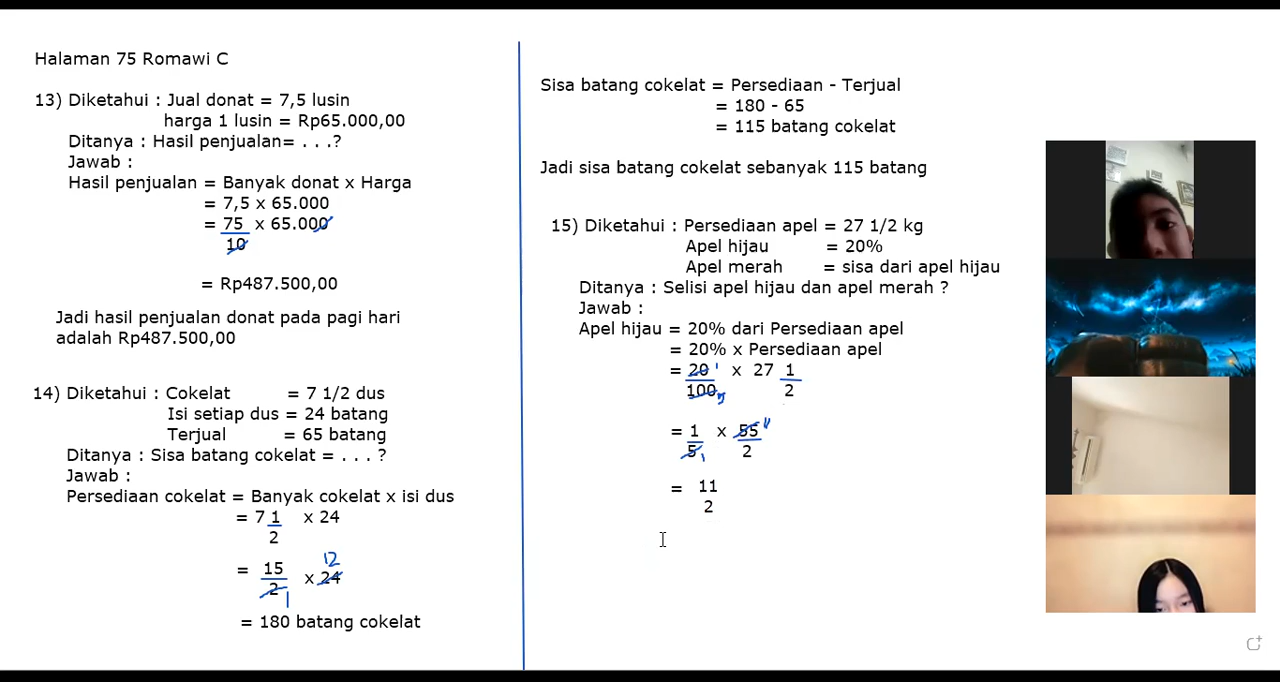 Halaman 75 Romawi C
13) Diketahui : Jual donat = 7,5 lusin
harga 1 lusin = Rp65.000,00
Ditanya : Hasil penjualan= . . .?
Jawab :
Hasil penjualan = Banyak donat x Harga
= 7,5 x 65.000
= 75 x 65.000
10
= Rp487.500,00
Jadi hasil penjualan donat pada pagi hari
adalah Rp487.500,00
14) Diketahui : Cokelat = 7 1/2 dus
Isi setiap dus = 24 batang
Terjual = 65 batang
Ditanya : Sisa batang cokelat = . . . ?
Jawab :
Persediaan cokelat = Banyak cokelat x isi dus
= 7 1 x 24
2
12
= 15 x 24
2 1
= 180 batang cokelat
Sisa batang cokelat = Persediaan - Terjual
= 180 - 65
= 115 batang cokelat
Jadi sisa batang cokelat sebanyak 115 batang
15) Diketahui : Persediaan apel = 27 1/2 kg
Apel hijau = 20%
Apel merah = sisa dari apel hijau
Ditanya : Selisi apel hijau dan apel merah ?
Jawab :
Apel hijau = 20% dari Persediaan apel
= 20% x Persediaan apel
= 20 1 x 27 1
100 5 2
= 1 x 55 11
5 1 2
= 11
2